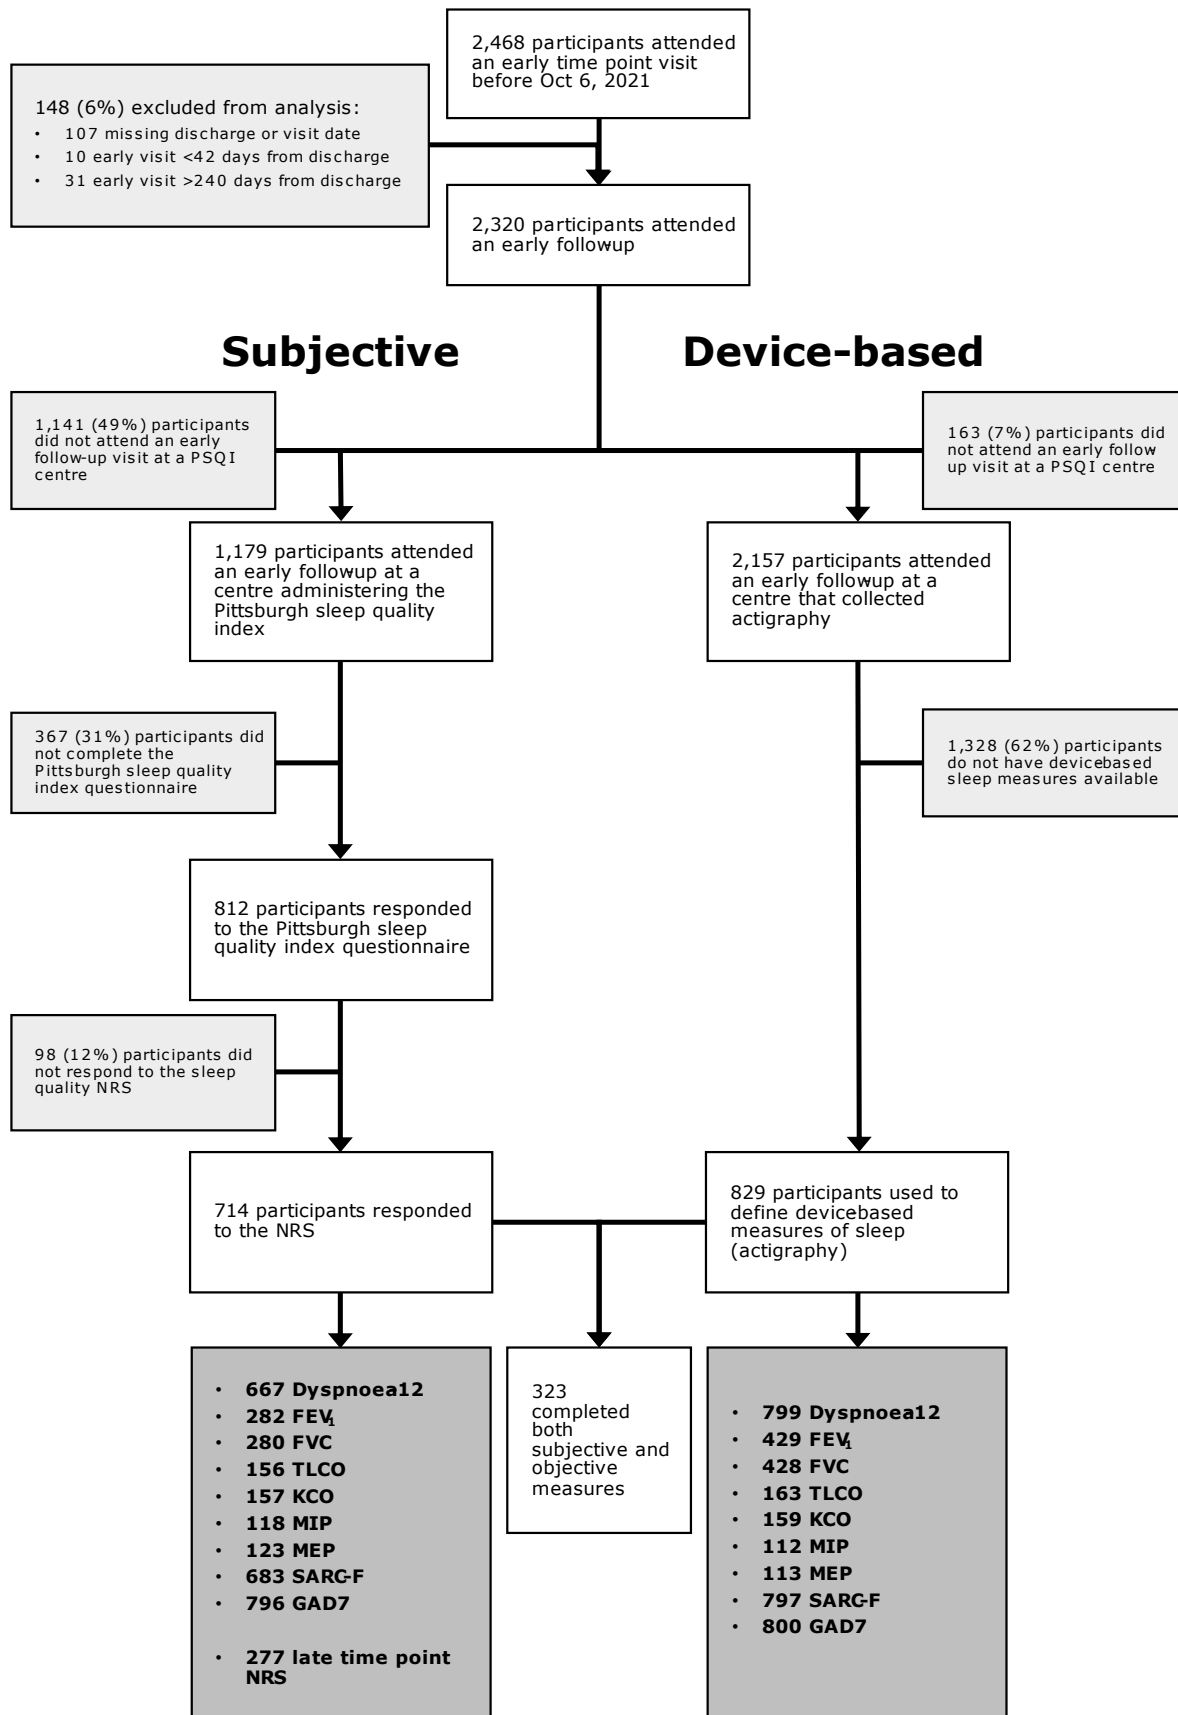 2,468 participants attended
an early time point visit
before Oct 6, 2021
148 (6%) excluded from analysis:
• 107 missing discharge or visit date
• 10 early visit <42 days from discharge
• 31 early visit >240 days from discharge
2,320 participants attended
an early followup
Subjective
Device-based
1,141 (49%) participants
did not attend an early
follow-up visit at a PSQI
centre
163 (7%) participants did
not attend an early follow
up visit at a PSQI centre
1,179 participants attended
an early followup at a
centre administering the
Pittsburgh sleep quality
index
2,157 participants attended
an early followup at a
centre that collected
actigraphy
367 (31%) participants did
not complete the
Pittsburgh sleep quality
index questionnaire
1,328 (62%) participants
do not have devicebased
sleep measures available
812 participants responded
to the Pittsburgh sleep
quality index questionnaire
98 (12%) participants did
not respond to the sleep
quality NRS
714 participants responded
to the NRS
829 participants used to
define devicebased
measures of sleep
(actigraphy)
• 667 Dyspnoea12
• 282 FEV₁
• 280 FVC
• 156 TLCO
• 157 KCO
• 118 MIP
• 123 MEP
• 683 SARC-F
• 796 GAD7
• 277 late time point
NRS
323
completed
both
subjective and
objective
measures
• 799 Dyspnoea12
• 429 FEV₁
• 428 FVC
• 163 TLCO
• 159 KCO
• 112 MIP
• 113 MEP
• 797 SARC-F
• 800 GAD7